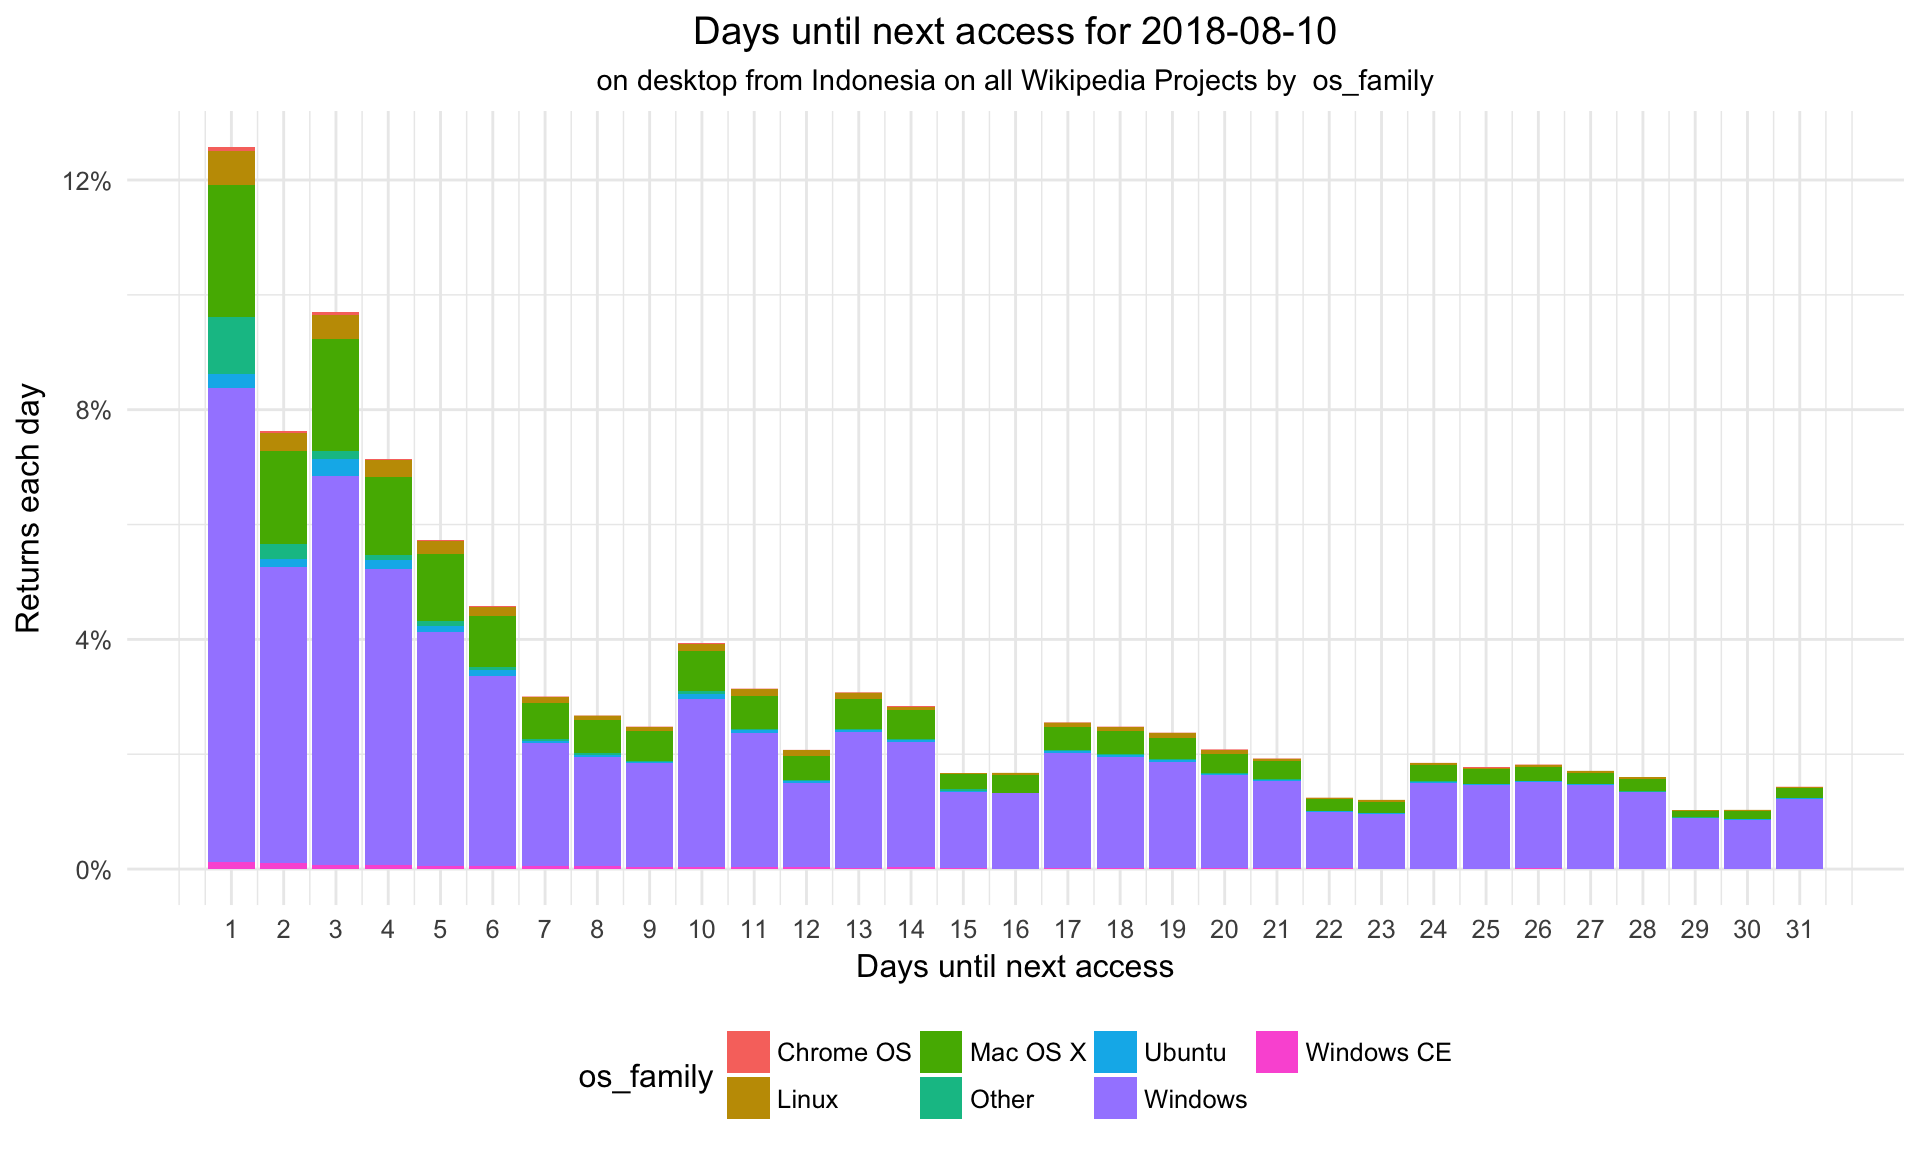 Days until next access for 2018-08-10
on desktop from Indonesia on all Wikipedia Projects by  os_family
Returns each day
12%
8%
4%
0%
1 2 3 4 5 6 7 8 9 10 11 12 13 14 15 16 17 18 19 20 21 22 23 24 25 26 27 28 29 30 31
Days until next access
os_family
Chrome OS Mac OS X Ubuntu Windows CE
Linux Other Windows